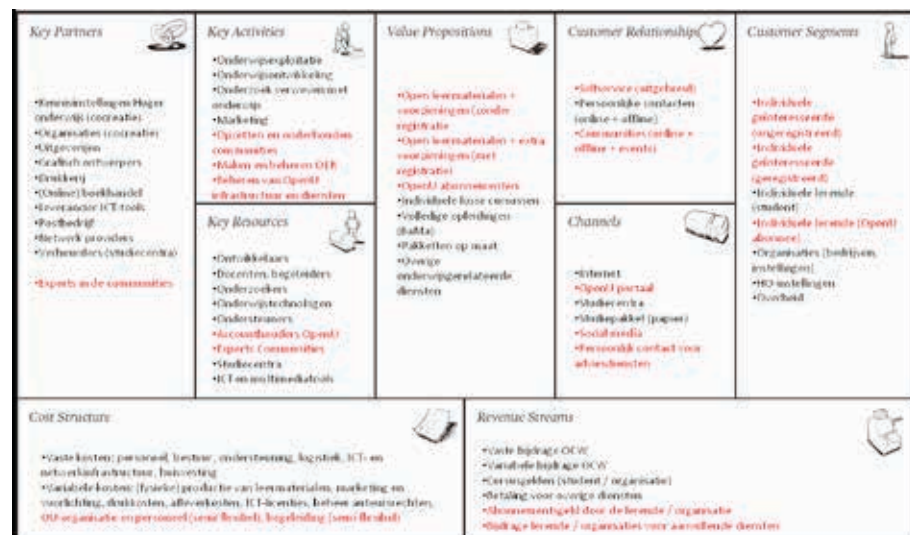 Key Partners
•Kennisinstellingen Hoger
onderwijs (cocreatie)
•Organisaties (cocreatie)
•Uitgeverijen
•Grafisch ontwerpers
•Drukkerij
•(Online) boekhandel
•Leverancier ICT-tools
•Postbedrijf
•Netwerk providers
•Verhuurders (studiecentra)
•Experts in de communities
Key Activities
•Onderwijsexploitatie
•Onderwijsontwikkeling
•Onderzoek verweven met
onderwijs
•Marketing
•Opzetten en onderhouden
communities
•Maken en beheren OER
•Beheren van OpenU
infrastructuur en diensten
Key Resources
•Ontwikkelaars
•Docenten, begeleiders
•Onderzoekers
•Onderwijstechnologen
•Ondersteuners
•Accounthouders OpenU
•Experts Communities
•Studiecentra
•ICT en multimediatools
Value Propositions
•Open leermaterialen +
voorzieningen (zonder
registratie
•Open leermaterialen + extra
voorzieningen (met
registratie)
•OpenU abonnementen
•Individuele losse cursussen
•Volledige opleidingen
(BaMa)
•Pakketten op maat
•Overige
onderwijsgerelateerde
diensten
Customer Relationships
•Selfservice (uitgebreid)
•Persoonlijke contacten
(online + offline)
•Communities (online +
offline + events)
Channels
•Internet
•OpenU portaal
•Studiecentra
•Studiepakket (papier)
•Social media
•Persoonlijk contact voor
adviesdiensten
Customer Segments
•Individuele
geïnteresseerde
(ongeregistreerd)
•Individuele
geïnteresseerde
(geregistreerd)
•Individuele lerende
(student)
•Individuele lerende (OpenU
abonnee)
•Organisaties (bedrijven,
instellingen)
•HO-instellingen
•Overheid
Cost Structure
•Vaste kosten: personeel, bestuur, ondersteuning, logistiek, ICT- en
netwerkinfrastructuur, huisvesting
•Variabele kosten: (fysieke) productie van leermaterialen, marketing en
voorlichting, drukkosten, afleverkosten, ICT-licenties, beheer auteursrechten,
OU-organisatie en personeel (semi flexibel), begeleiding (semi flexibel)
Revenue Streams
•Vaste bijdrage OCW
•Variabele bijdrage OCW
•Cursusgelden (student / organisatie)
•Betaling voor overige diensten
•Abonnementsgeld door de lerende / organisatie
•Bijdrage lerende / organisaties voor aanvullende diensten